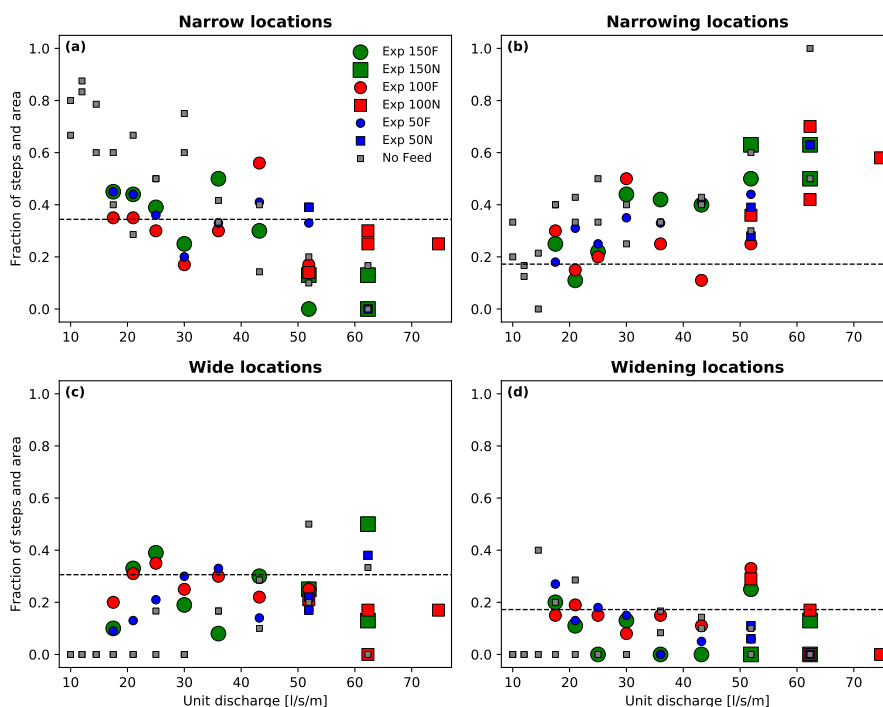 Narrow locations
Narrowing locations
(a)
Exp 150F
Exp 150N
Exp 100F
Exp 100N
Exp 50F
Exp 50N
No Feed
1.0
0.8
0.6
0.4
0.2
0.0
Fraction of steps and area
10 20 30 40 50 60 70
(b)
1.0
0.8
0.6
0.4
0.2
0.0
10 20 30 40 50 60 70
Wide locations
Widening locations
(c)
1.0
0.8
0.6
0.4
0.2
0.0
Fraction of steps and area
10 20 30 40 50 60 70
Unit discharge [l/s/m]
(d)
1.0
0.8
0.6
0.4
0.2
0.0
10 20 30 40 50 60 70
Unit discharge [l/s/m]